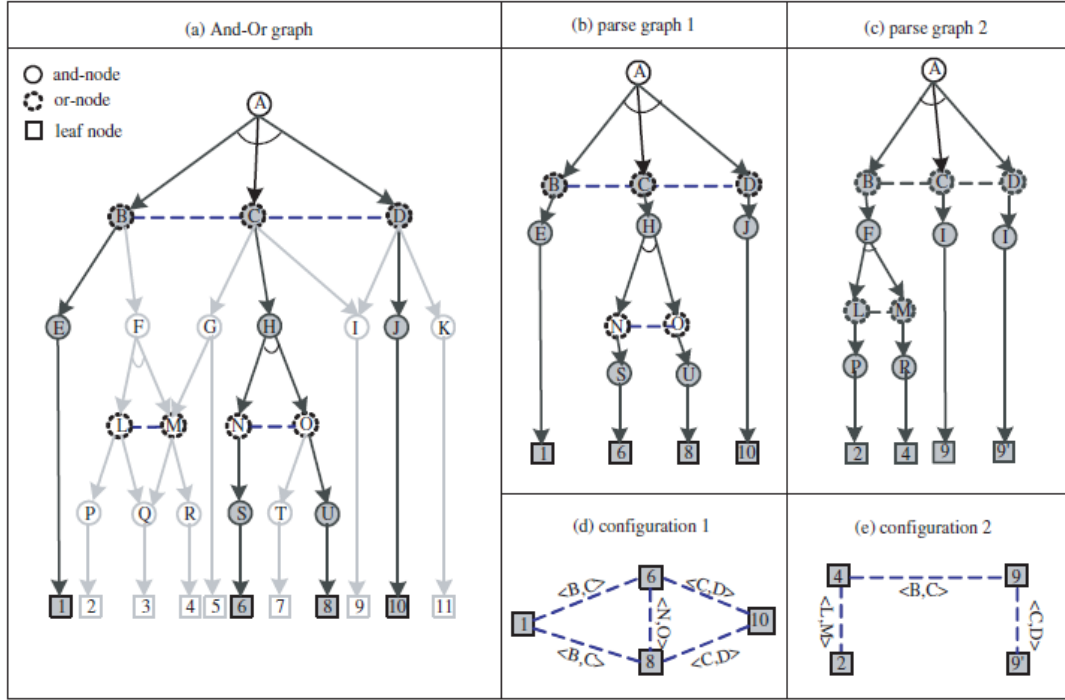 (a) And-Or graph
and-node
or-node
leaf node
A
B C D
E F G H I J K
L M N O
P Q R S T U
1 2 3 4 5 6 7 8 9 10 11
(b) parse graph 1
A
B C D
E H J
N O
S U
1 6 8 10
(c) parse graph 2
A
B C D
F I I
L M
P R
2 4 9 9'
(d) configuration 1
<B,C> 6 <C,D>
1 <N,O> 10
<B,C> 8 <C,D>
(e) configuration 2
4 <B,C> 9
<L,M> <C,D>
2 9'